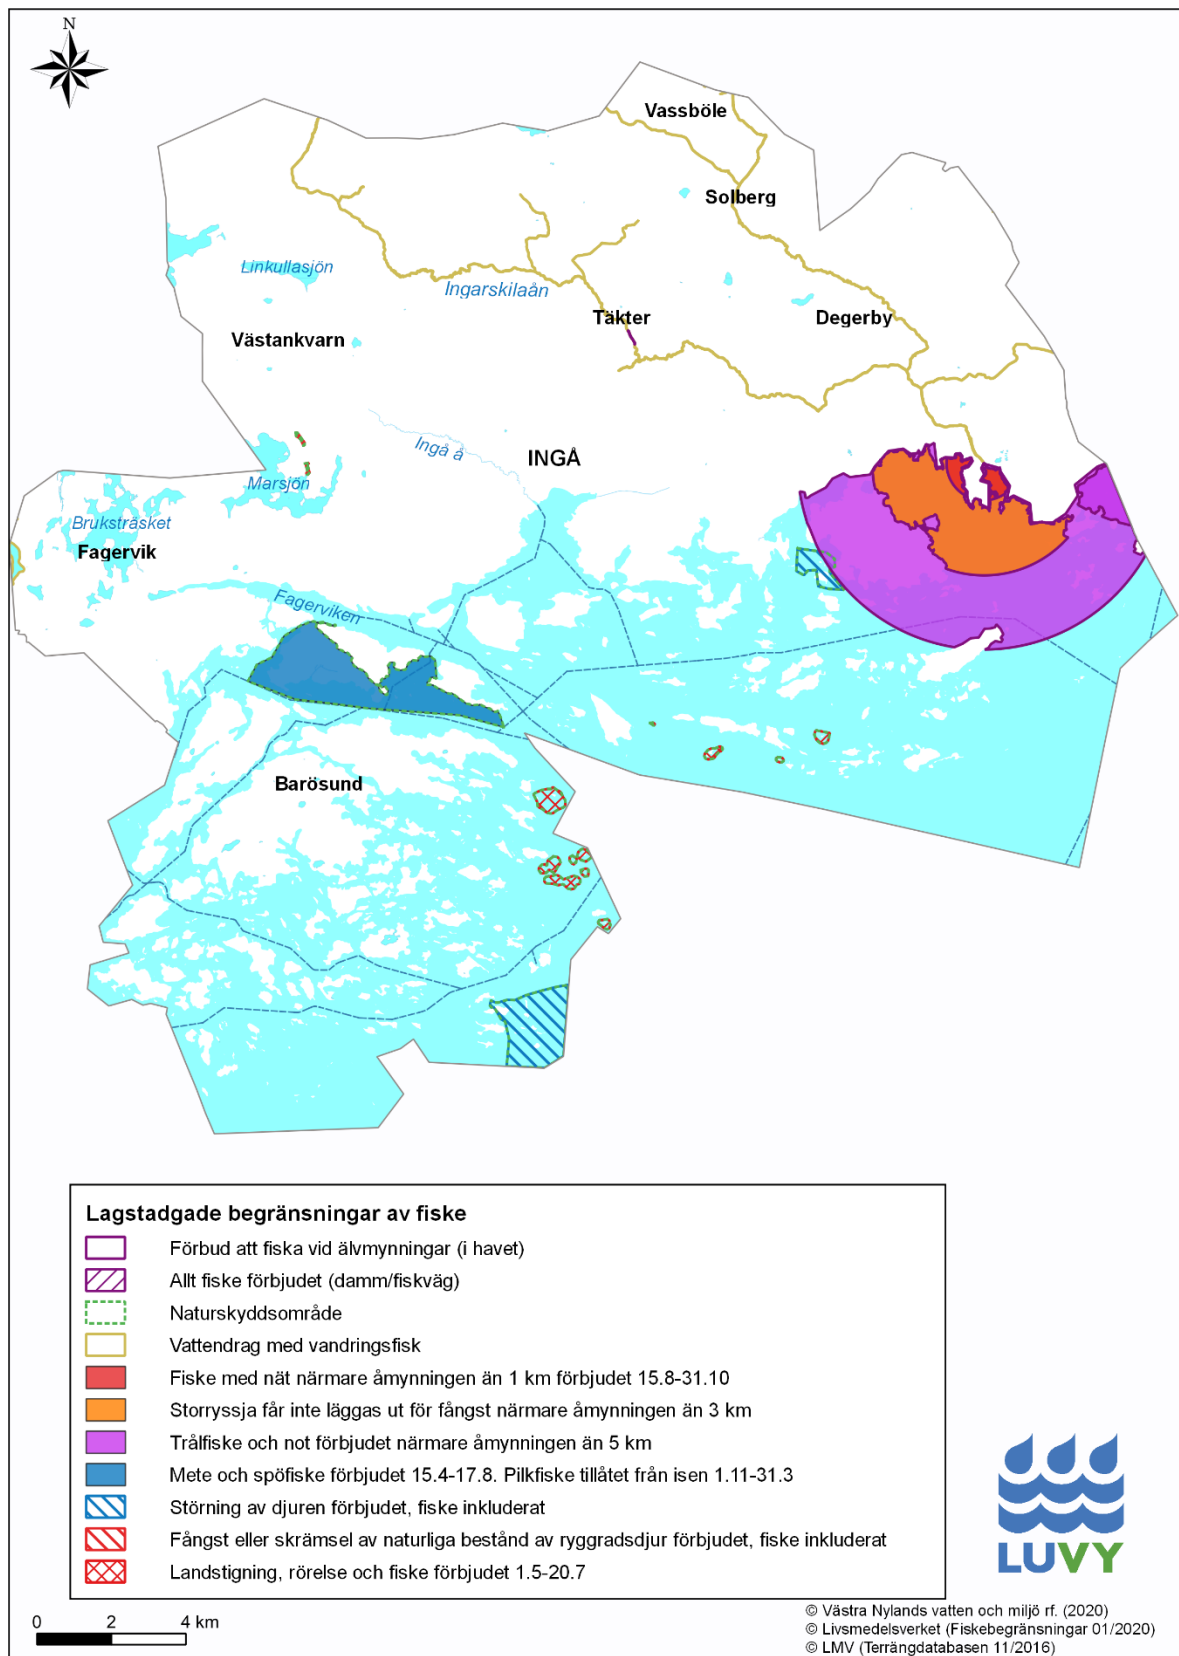 N
Vassböle
Solberg
Linkullasjön
Ingarskilaån
Täkter
Degerby
Västankvarn
Ingå å
INGÅ
Marsjön
Bruksträsket
Fagervik
Fagerviken
Barösund
Lagstadgade begränsningar av fiske
Förbud att fiska vid älvmynningar (i havet)
Allt fiske förbjudet (damm/fiskväg)
Naturskyddsområde
Vattendrag med vandringsfisk
Fiske med nät närmare åmynningen än 1 km förbjudet 15.8-31.10
Storryssja får inte läggas ut för fångst närmare åmynningen än 3 km
Trålfiske och not förbjudet närmare åmynningen än 5 km
Mete och spöfiske förbjudet 15.4-17.8. Pilkfiske tillåtet från isen 1.11-31.3
Störning av djuren förbjudet, fiske inkluderat
Fångst eller skrämsel av naturliga bestånd av ryggradsdjur förbjudet, fiske inkluderat
Landstigning, rörelse och fiske förbjudet 1.5-20.7
LUVY
0 2 4 km
© Västra Nylands vatten och miljö rf. (2020)
© Livsmedelsverket (Fiskebegränsningar 01/2020)
© LMV (Terrängdatabasen 11/2016)